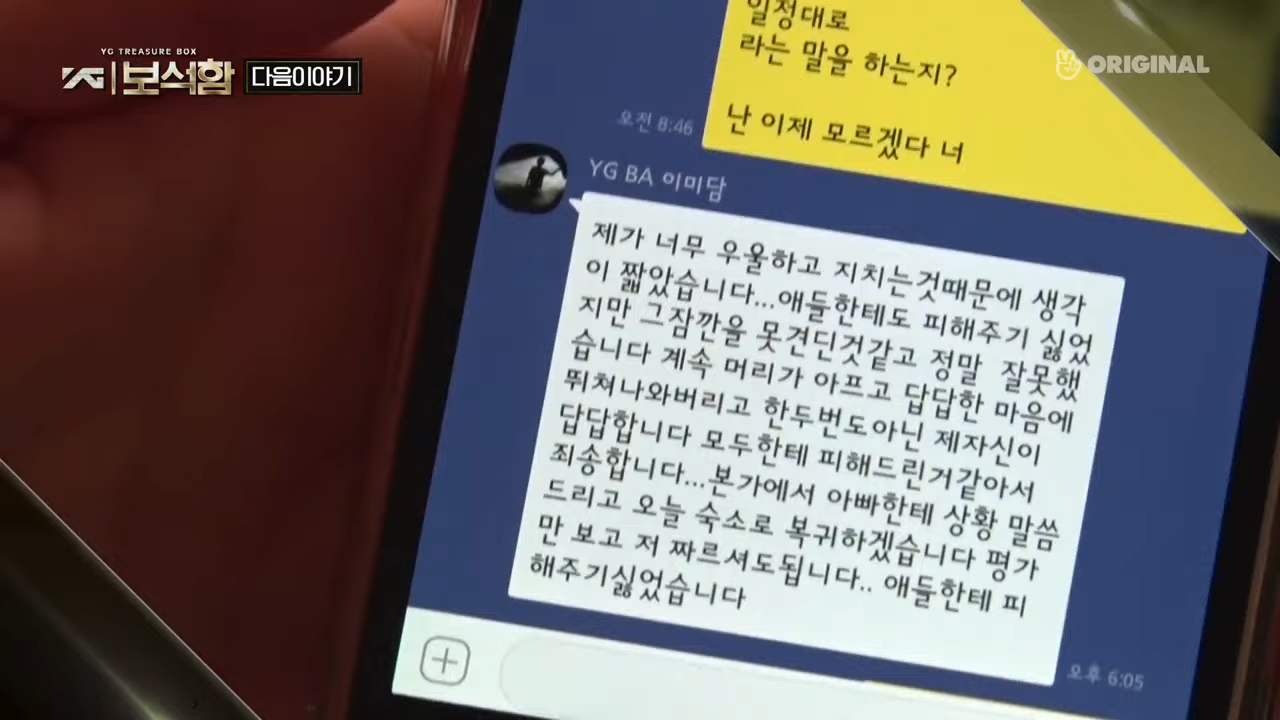 YG TREASURE BOX
YG 보석함 다음이야기
ORIGINAL
일정대로
라는 말을 하는지?
난 이제 모르겠다 너
오전 8:46
YG BA 이미담
제가 너무 우울하고 지치는것때문에 생각
이 짧았습니다...애들한테도 피해주기 싫었
지만 그잠깐을 못견딘것같고 정말 잘못했
습니다 계속 머리가 아프고 답답한 마음에
뛰쳐나와버리고 한두번도아닌 제자신이
답답합니다 모두한테 피해드린거같아서
죄송합니다...본가에서 아빠한테 상황 말씀
드리고 오늘 숙소로 복귀하겠습니다 평가
만 보고 저 짜르셔도됩니다.. 애들한테 피
해주기싫었습니다
오후 6:05